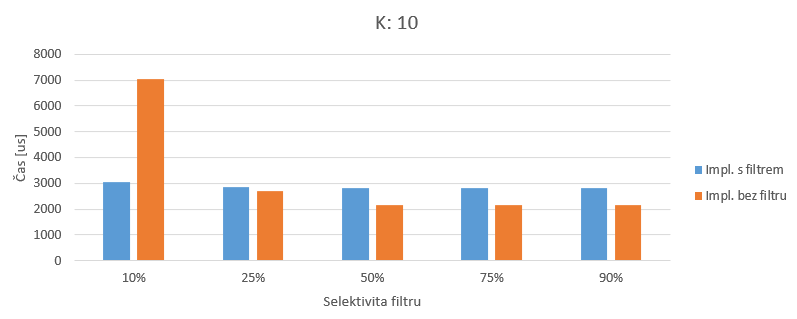 K: 10
8000
7000
6000
5000
4000
3000
2000
1000
0
Čas [us]
10% 25% 50% 75% 90%
Selektivita filtru
Impl. s filtrem
Impl. bez filtru